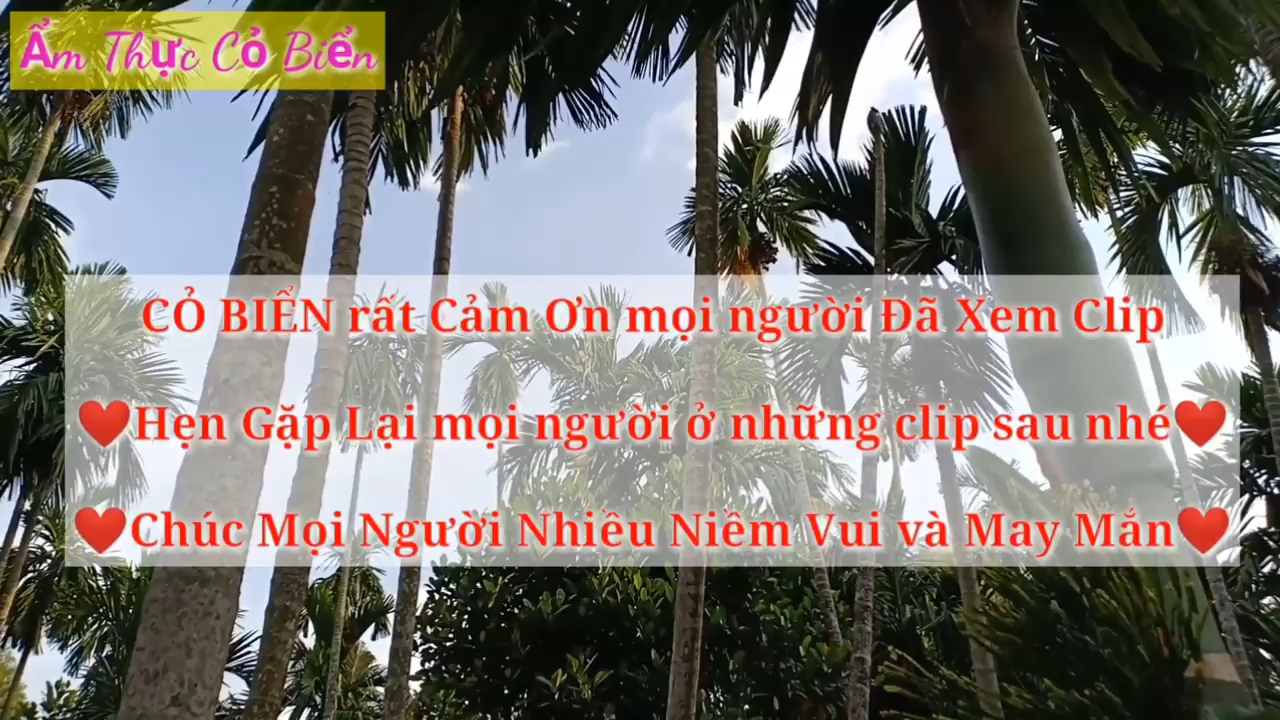 Ẩm Thực Cỏ Biển
CỎ BIỂN rất Cảm Ơn mọi người Đã Xem Clip
❤️Hẹn Gặp Lại mọi người ở những clip sau nhé❤️
❤️Chúc Mọi Người Nhiều Niềm Vui và May Mắn❤️